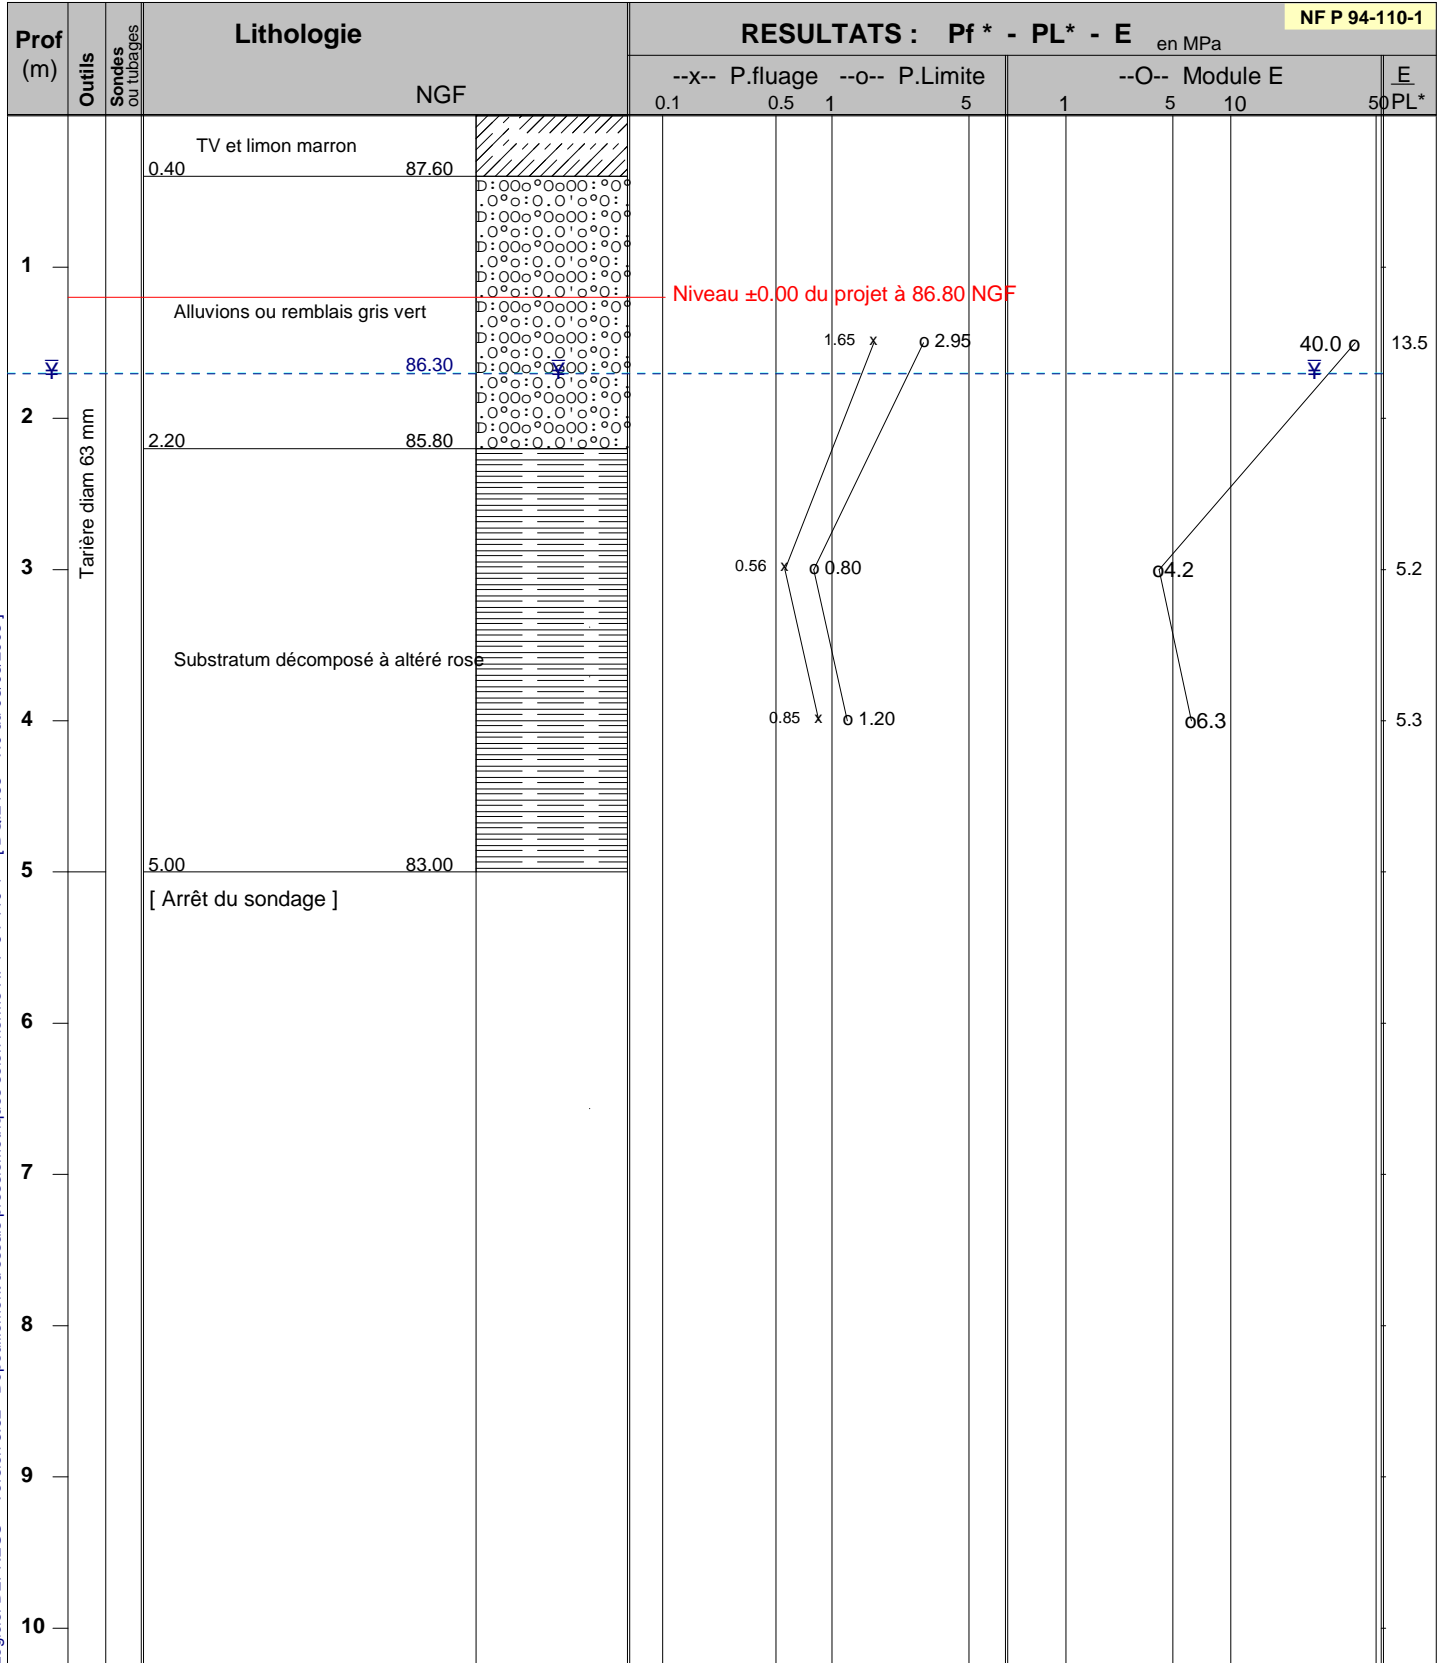 NF P 94-110-1
Prof
(m)
Outils
Sondes
ou tubages
Lithologie
NGF
RESULTATS : Pf * - PL* - E en MPa
--x-- P.fluage --o-- P.Limite
0.1 0.5 1 5
--O-- Module E
1 5 10 50
E
PL*
TV et limon marron
0.40 87.60
1
Niveau ±0.00 du projet à 86.80 NGF
Alluvions ou remblais gris vert
1.65 2.95 40.0 13.5
86.30
2
2.20 85.80
Tarière diam 63 mm
3
0.56 0.80 4.2 5.2
Substratum décomposé à altéré rose
4
0.85 1.20 6.3 5.3
5
5.00 83.00
[ Arrêt du sondage ]
6
7
8
9
10